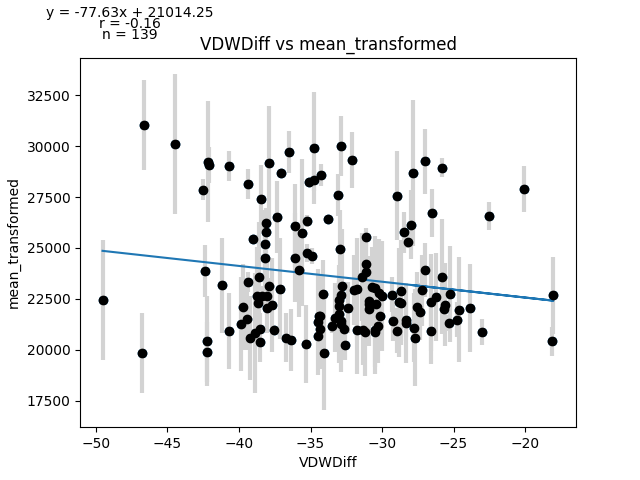 y = -77.63x + 21014.25
r = -0.16
n = 139
VDWDiff vs mean_transformed
mean_transformed
32500
30000
27500
25000
22500
20000
17500
−50 −45 −40 −35 −30 −25 −20
VDWDiff